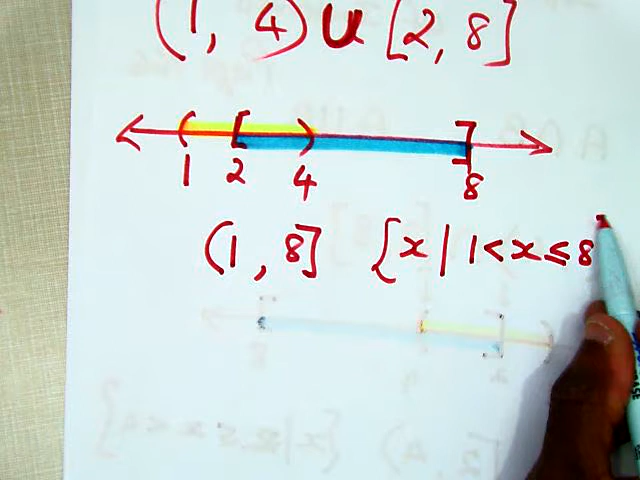 (1, 4) U [2, 8]
1 2 4 8
(1, 8] {x | 1 < x ≤ 8